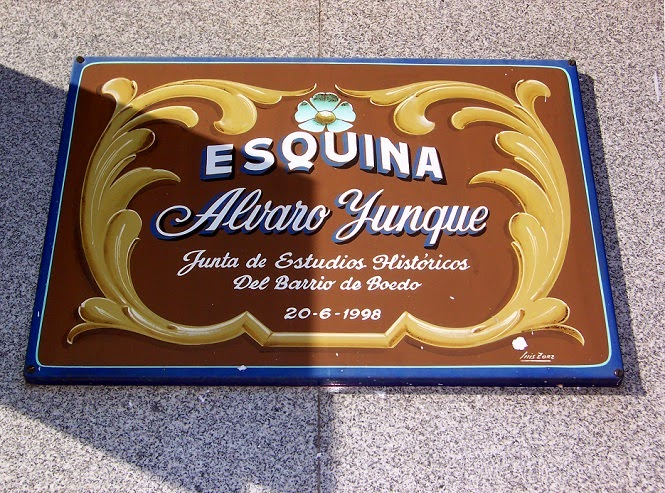 ESQUINA
Alvaro Yunque
Junta de Estudios Históricos
Del Barrio de Boedo
20-6-1998